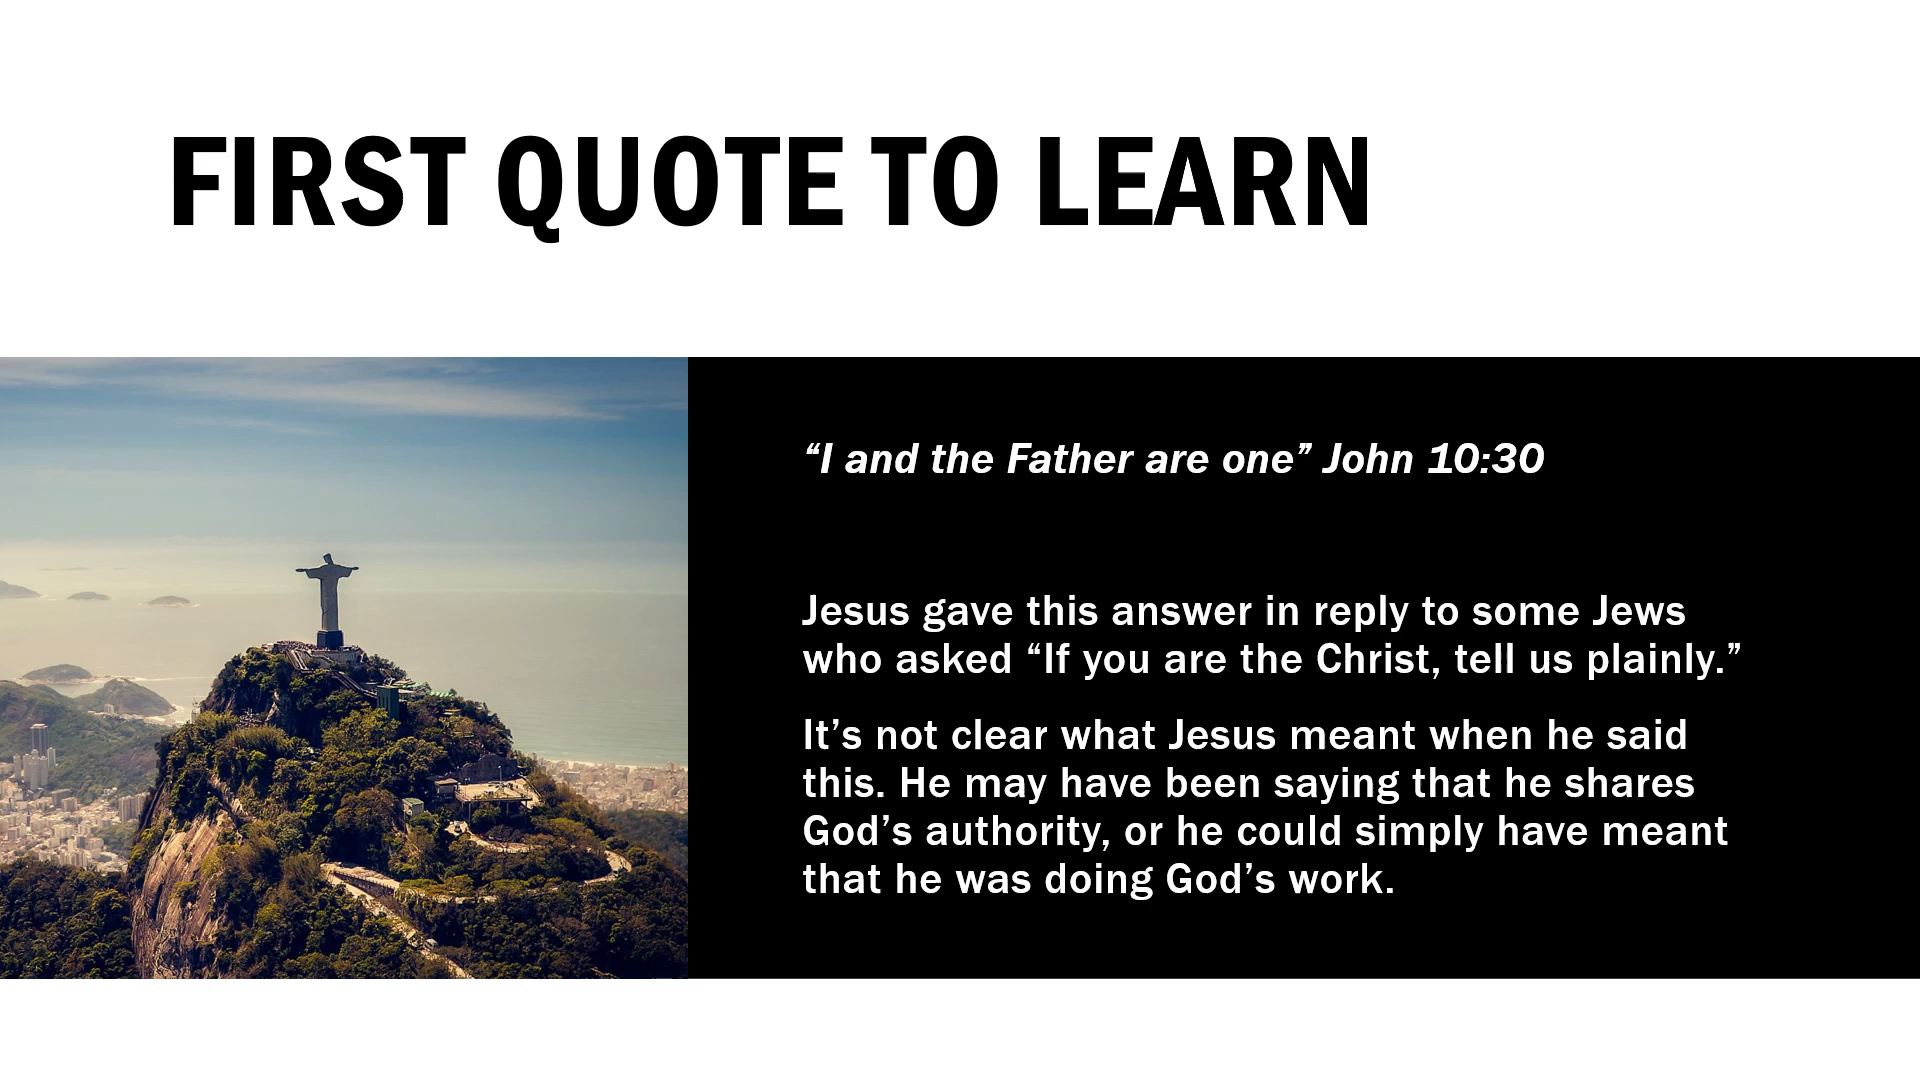 FIRST QUOTE TO LEARN
“I and the Father are one” John 10:30
Jesus gave this answer in reply to some Jews
who asked “If you are the Christ, tell us plainly.”
It’s not clear what Jesus meant when he said
this. He may have been saying that he shares
God’s authority, or he could simply have meant
that he was doing God’s work.